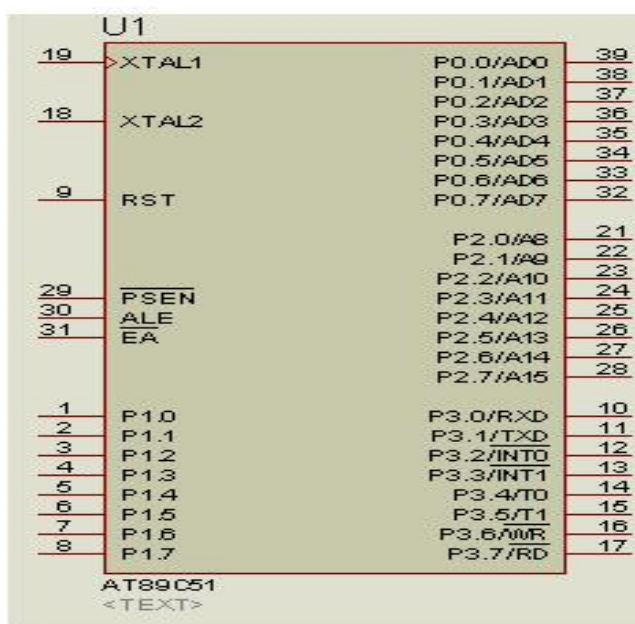 U1
19 XTAL1 P0.0/AD0 39
P0.1/AD1 38
P0.2/AD2 37
18 XTAL2 P0.3/AD3 36
P0.4/AD4 35
P0.5/AD5 34
P0.6/AD6 33
9 RST P0.7/AD7 32
P2.0/A8 21
P2.1/A9 22
P2.2/A10 23
29 PSEN P2.3/A11 24
30 ALE P2.4/A12 25
31 EA P2.5/A13 26
P2.6/A14 27
P2.7/A15 28
1 P1.0 P3.0/RXD 10
2 P1.1 P3.1/TXD 11
3 P1.2 P3.2/INT0 12
4 P1.3 P3.3/INT1 13
5 P1.4 P3.4/T0 14
6 P1.5 P3.5/T1 15
7 P1.6 P3.6/WR 16
8 P1.7 P3.7/RD 17
AT89C51
<TEXT>